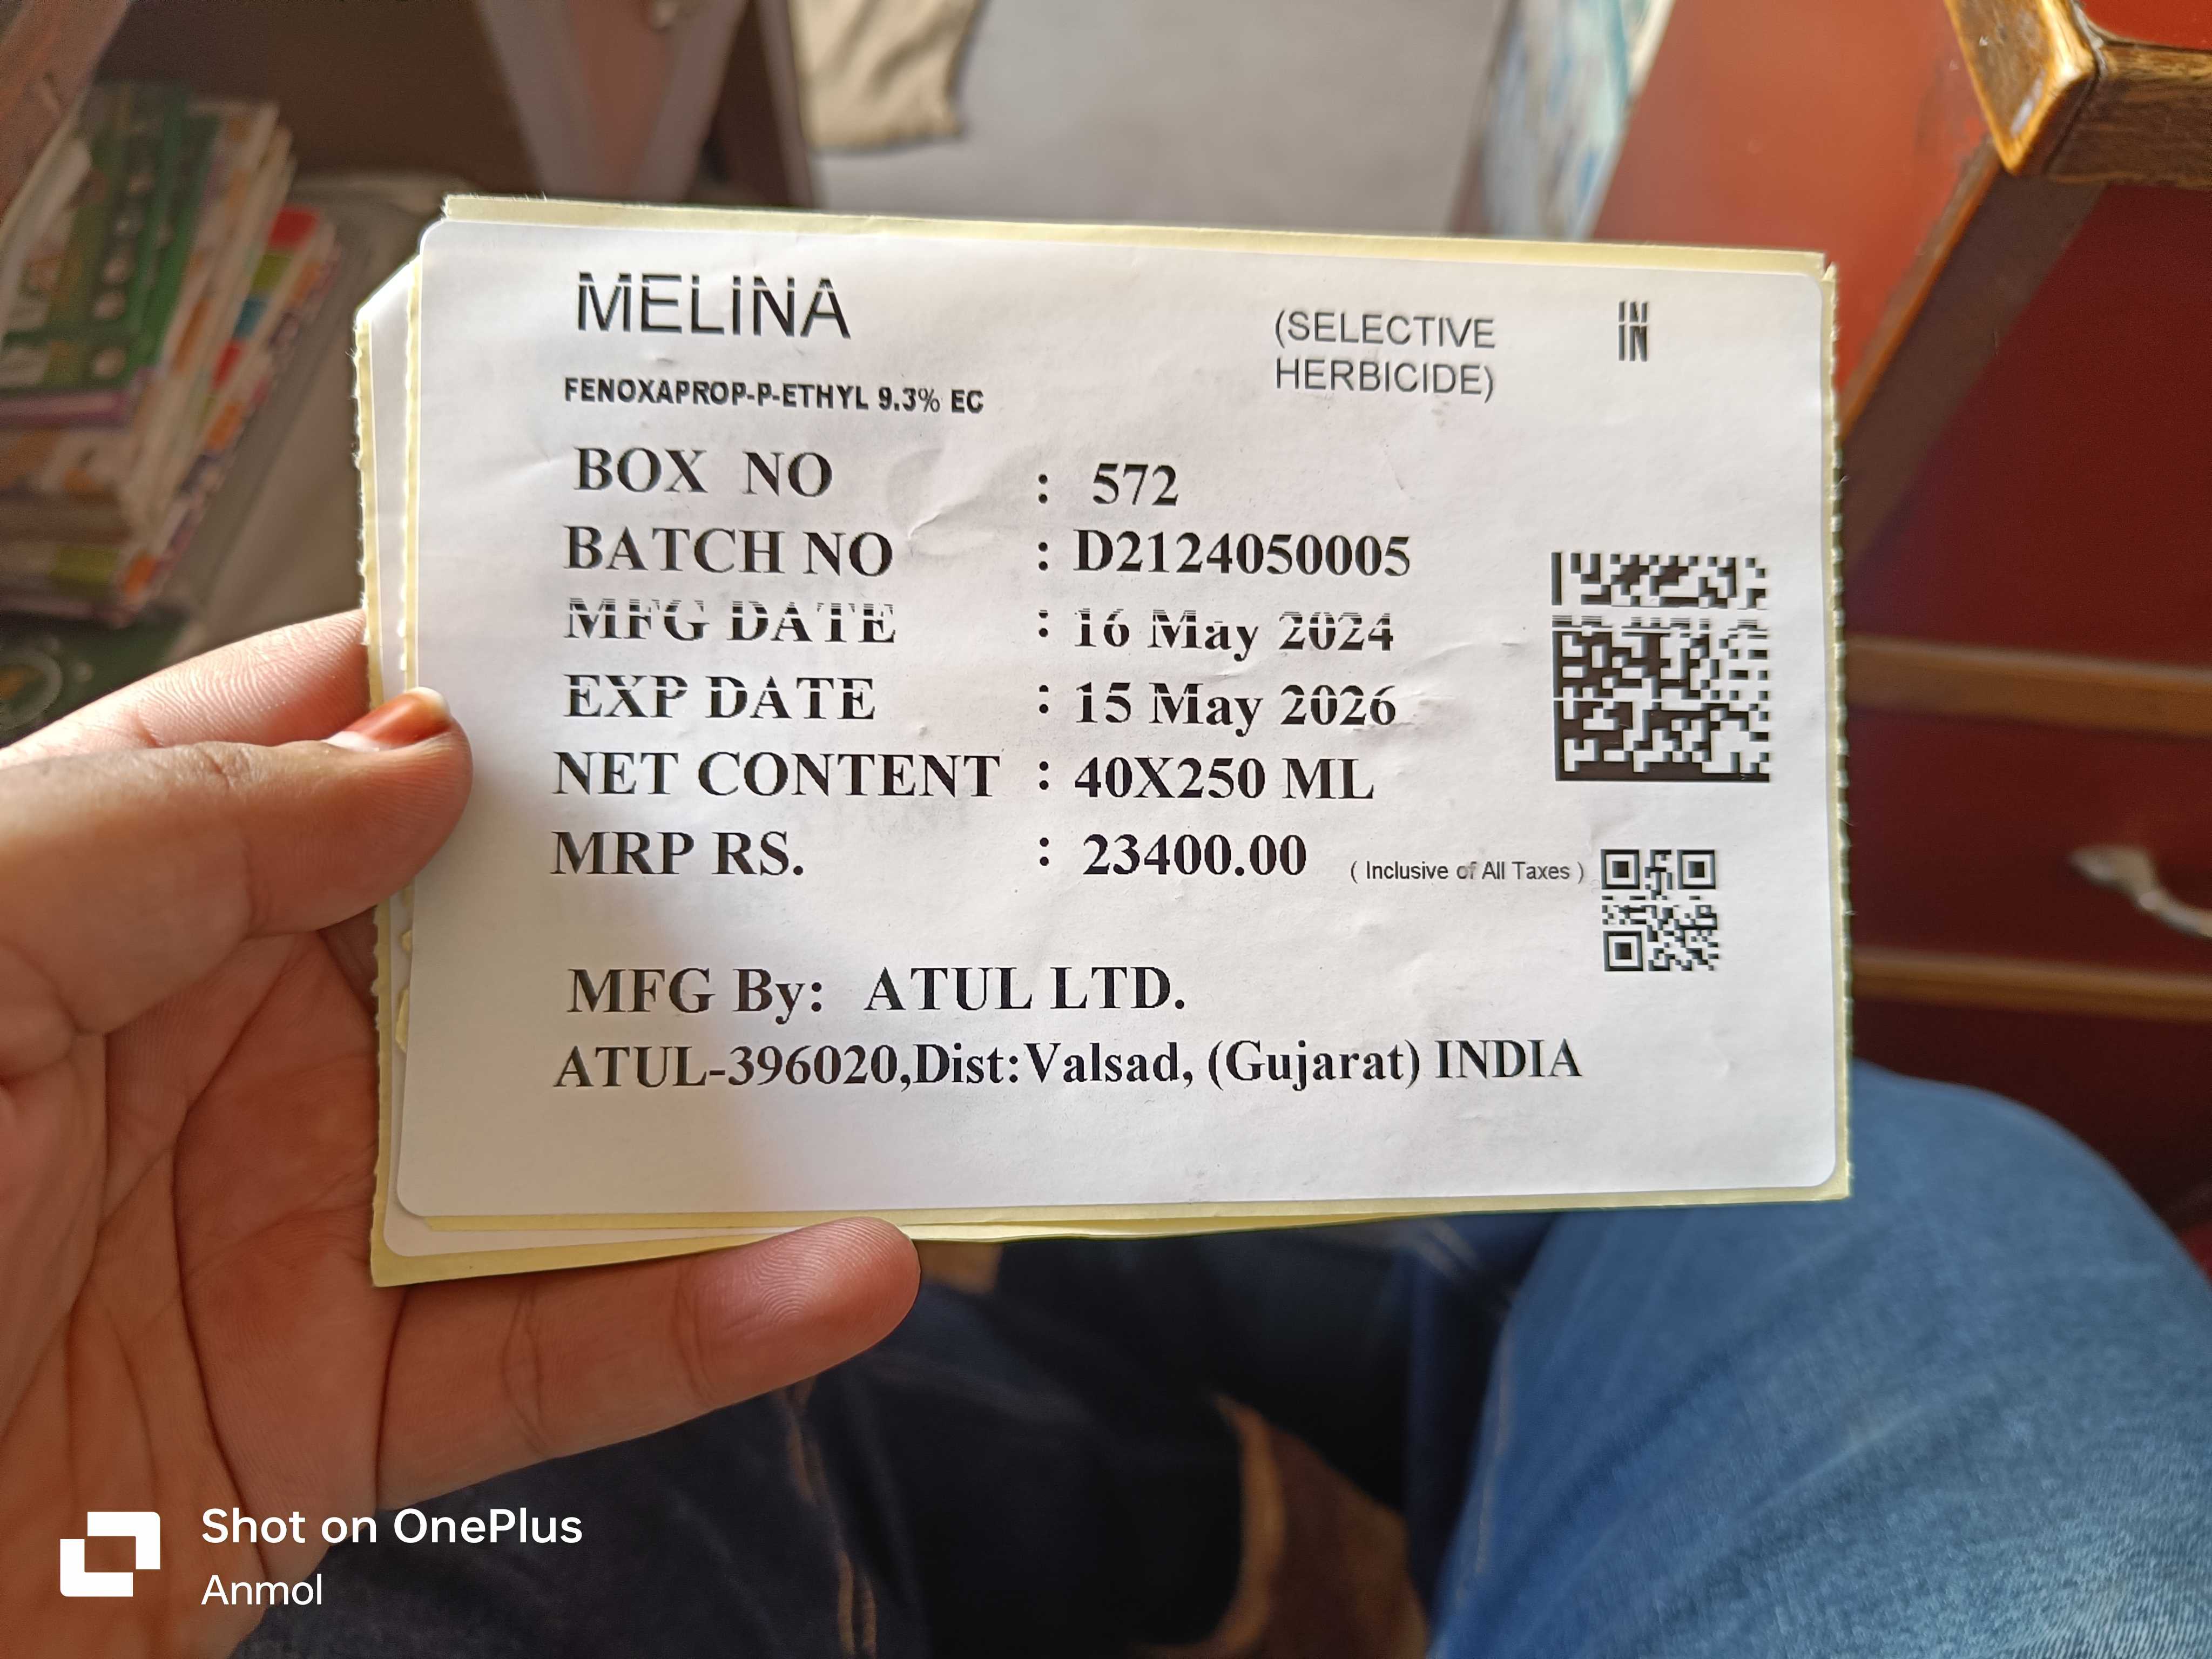 MELINA
(SELECTIVE
HERBICIDE)
IN
FENOXAPROP-P-ETHYL 9.3% EC
BOX NO : 572
BATCH NO : D2124050005
MFG DATE : 16 May 2024
EXP DATE : 15 May 2026
NET CONTENT : 40X250 ML
MRP RS. : 23400.00 ( Inclusive of All Taxes )
MFG By: ATUL LTD.
ATUL-396020,Dist:Valsad, (Gujarat) INDIA
Shot on OnePlus
Anmol